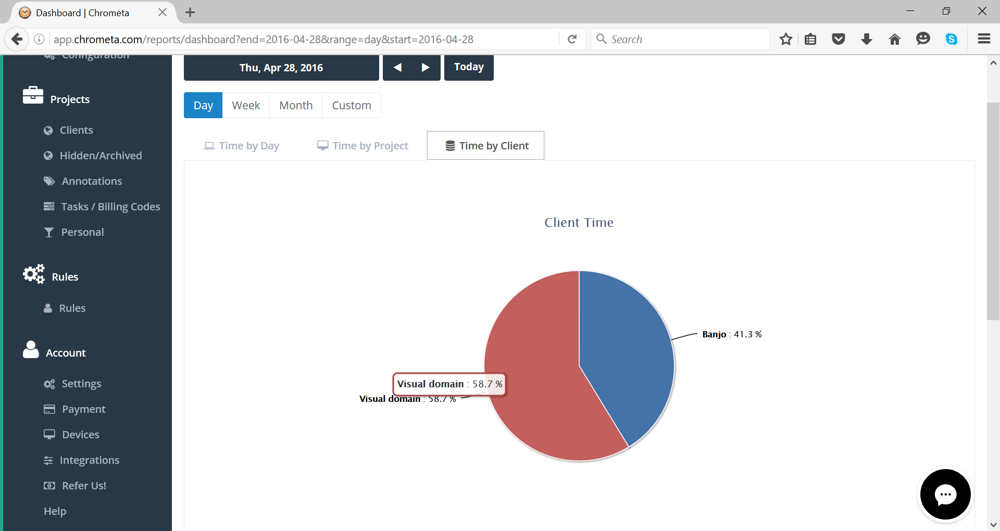 Dashboard | Chrometa
app.chrometa.com/reports/dashboard?end=2016-04-28&range=day&start=2016-04-28
Search
Configuration
Projects
Clients
Hidden/Archived
Annotations
Tasks / Billing Codes
Personal
Rules
Rules
Account
Settings
Payment
Devices
Integrations
Refer Us!
Help
Thu, Apr 28, 2016
Today
Day
Week
Month
Custom
Time by Day
Time by Project
Time by Client
Client Time
Banjo : 41.3 %
Visual domain : 58.7 %
Visual domain : 58.7 %